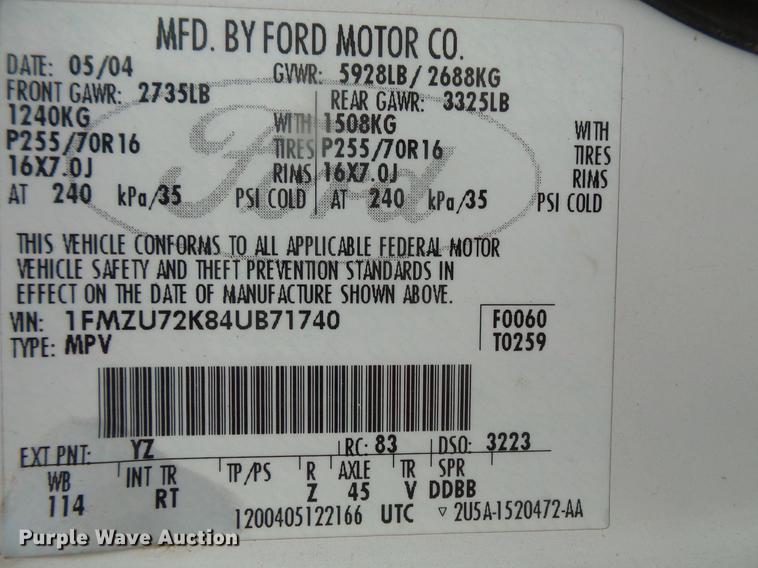 MFD. BY FORD MOTOR CO.
DATE: 05/04 GVWR: 5928LB/2688KG
FRONT GAWR: 2735LB REAR GAWR: 3325LB
1240KG WITH 1508KG WITH
P255/70R16 TIRES P255/70R16 TIRES
16X7.0J RIMS 16X7.0J RIMS
AT 240 kPa/35 PSI COLD AT 240 kPa/35 PSI COLD
Ford
THIS VEHICLE CONFORMS TO ALL APPLICABLE FEDERAL MOTOR
VEHICLE SAFETY AND THEFT PREVENTION STANDARDS IN
EFFECT ON THE DATE OF MANUFACTURE SHOWN ABOVE.
VIN: 1FMZU72K84UB71740 F0060
TYPE: MPV T0259
EXT PNT: YZ RC: 83 DSO: 3223
WB INT TR TP/PS R AXLE TR SPR
114 RT Z 45 V DDBB
1200405122166 UTC ▽ 2U5A-1520472-AA
Purple Wave Auction